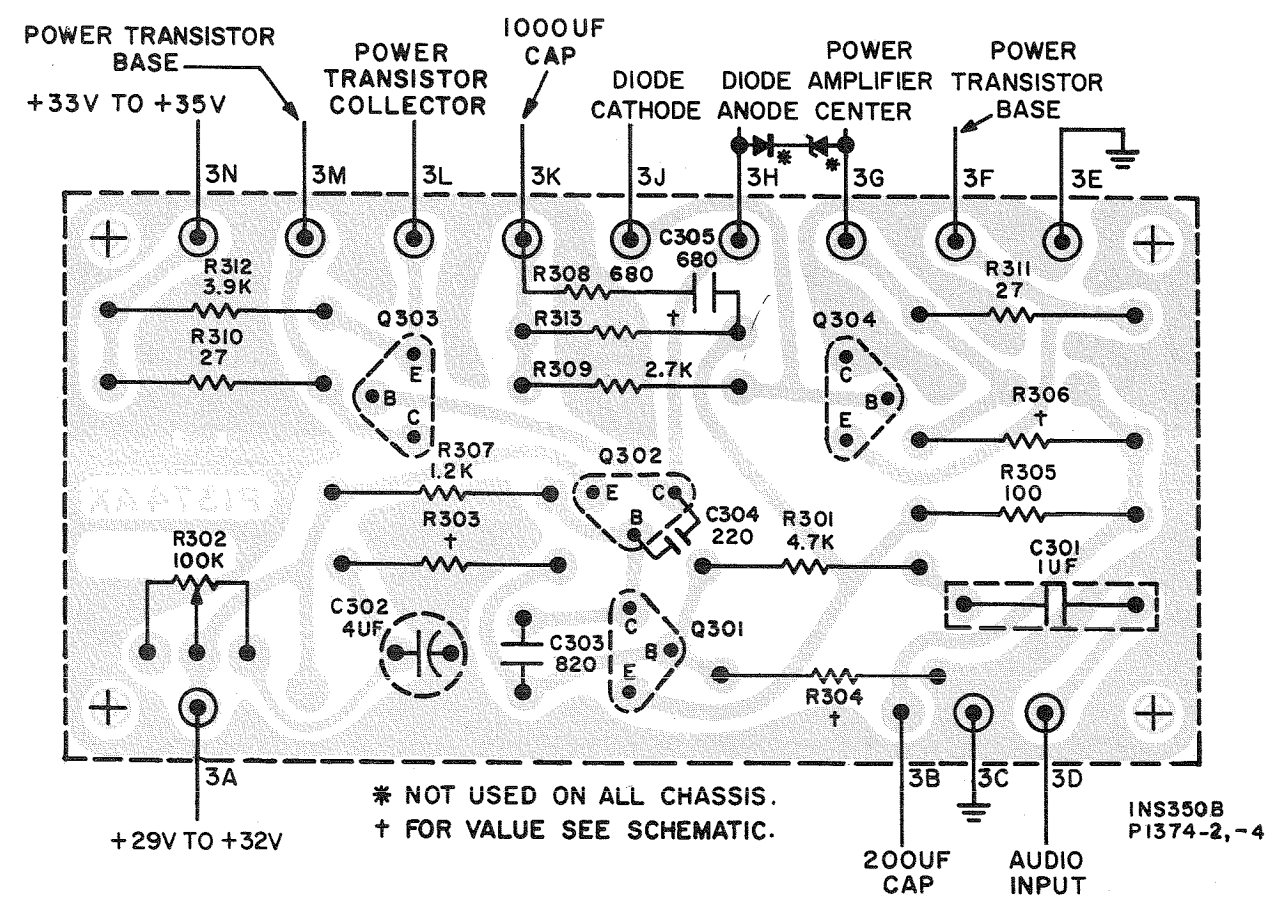 POWER TRANSISTOR
BASE
+33V TO +35V
POWER
TRANSISTOR
COLLECTOR
1000UF
CAP
DIODE
CATHODE
DIODE
ANODE
POWER
AMPLIFIER
CENTER
POWER
TRANSISTOR
BASE
*
*
3N
3M
3L
3K
3J
3H
3G
3F
3E
R312
3.9K
R310
27
Q303
E
B
C
R308
680
C305
680
R313
†
R309
2.7K
Q304
C
B
E
R311
27
R306
†
R305
100
R307
1.2K
R303
†
Q302
E
C
B
C304
220
R301
4.7K
C301
1UF
P1374AX
R302
100K
C302
4UF
C303
820
Q301
C
B
E
R304
†
3A
3B
3C
3D
+29V TO +32V
* NOT USED ON ALL CHASSIS.
† FOR VALUE SEE SCHEMATIC.
200UF
CAP
AUDIO
INPUT
INS350B
P1374-2,-4